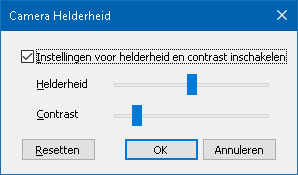 Camera Helderheid
Instellingen voor helderheid en contrast inschakelen
Helderheid
Contrast
Resetten OK Annuleren